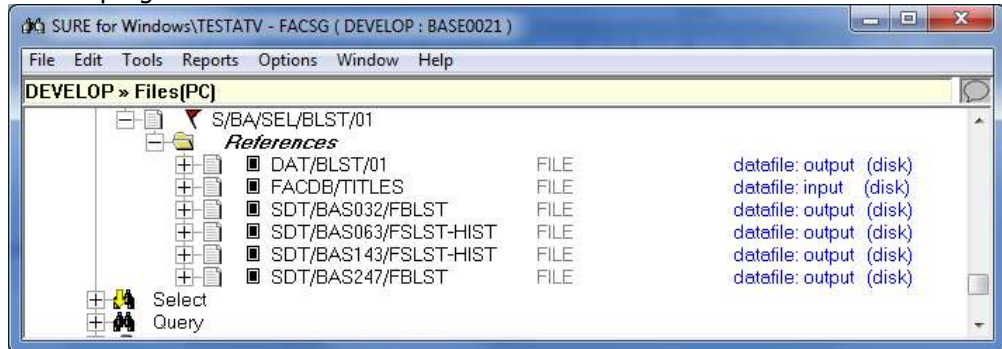 SURE for Windows\TESTATV - FACSG ( DEVELOP : BASE0021 )
File Edit Tools Reports Options Window Help
DEVELOP » Files(PC)
S/BA/SEL/BLST/01
References
DAT/BLST/01 FILE datafile: output (disk)
FACDB/TITLES FILE datafile: input (disk)
SDT/BAS032/FBLST FILE datafile: output (disk)
SDT/BAS063/FSLST-HIST FILE datafile: output (disk)
SDT/BAS143/FSLST-HIST FILE datafile: output (disk)
SDT/BAS247/FBLST FILE datafile: output (disk)
Select
Query